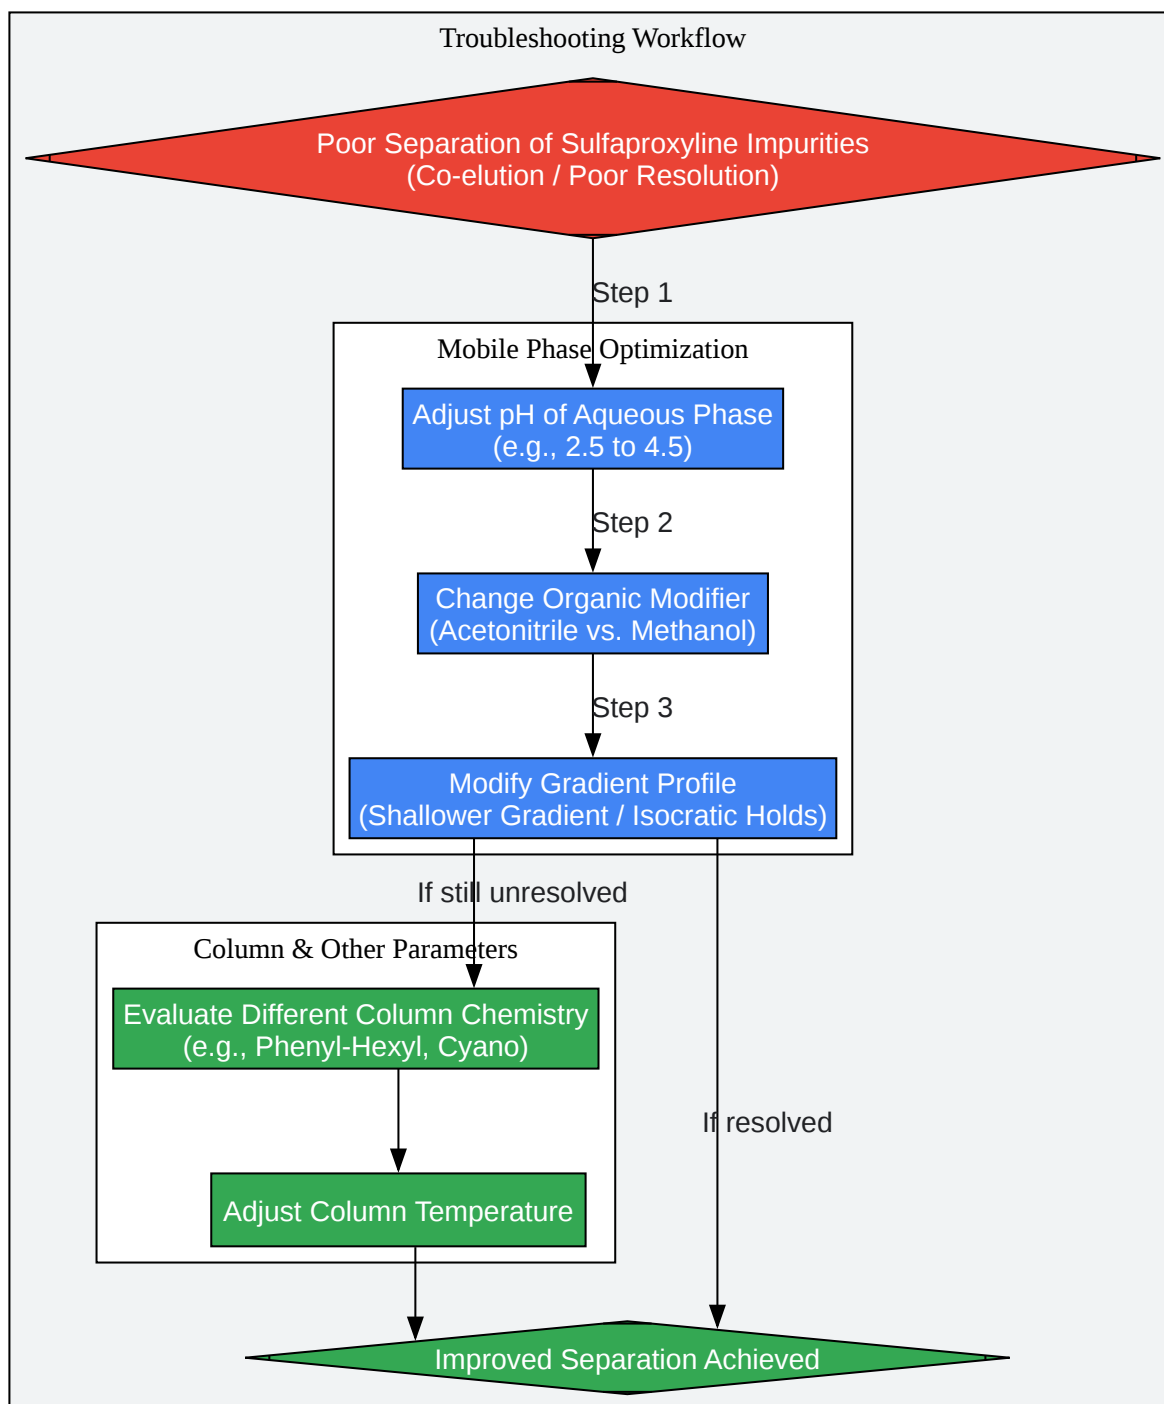 Troubleshooting Workflow
Poor Separation of Sulfaproxyline Impurities
(Co-elution / Poor Resolution)
Step 1
Mobile Phase Optimization
Adjust pH of Aqueous Phase
(e.g., 2.5 to 4.5)
Step 2
Change Organic Modifier
(Acetonitrile vs. Methanol)
Step 3
Modify Gradient Profile
(Shallower Gradient / Isocratic Holds)
If still unresolved
Column & Other Parameters
Evaluate Different Column Chemistry
(e.g., Phenyl-Hexyl, Cyano)
If resolved
Adjust Column Temperature
Improved Separation Achieved